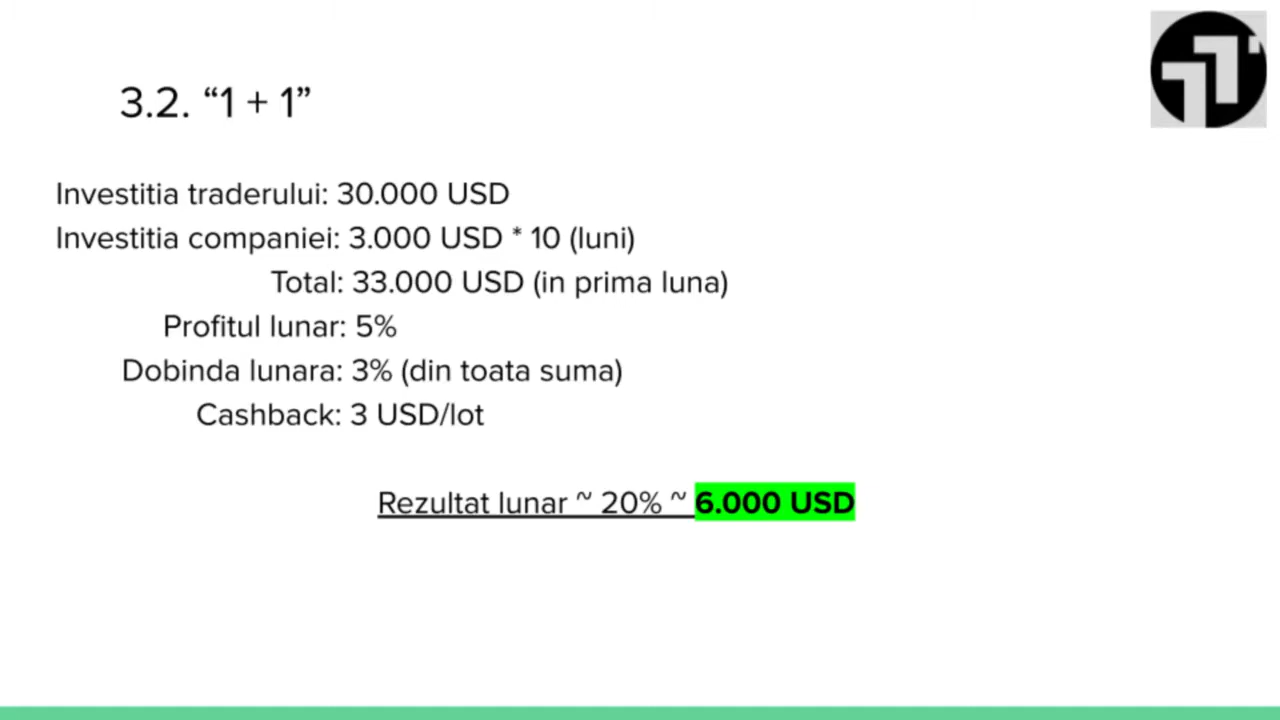 3.2. “1 + 1”
Investitia traderului: 30.000 USD
Investitia companiei: 3.000 USD * 10 (luni)
Total: 33.000 USD (in prima luna)
Profitul lunar: 5%
Dobinda lunara: 3% (din toata suma)
Cashback: 3 USD/lot
Rezultat lunar ~ 20% ~ 6.000 USD